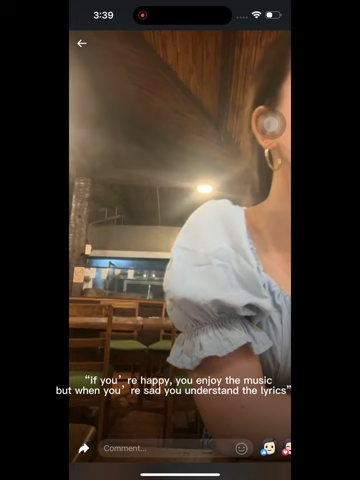 3:39
“if you’re happy, you enjoy the music
but when you’re sad you understand the lyrics”
Comment...